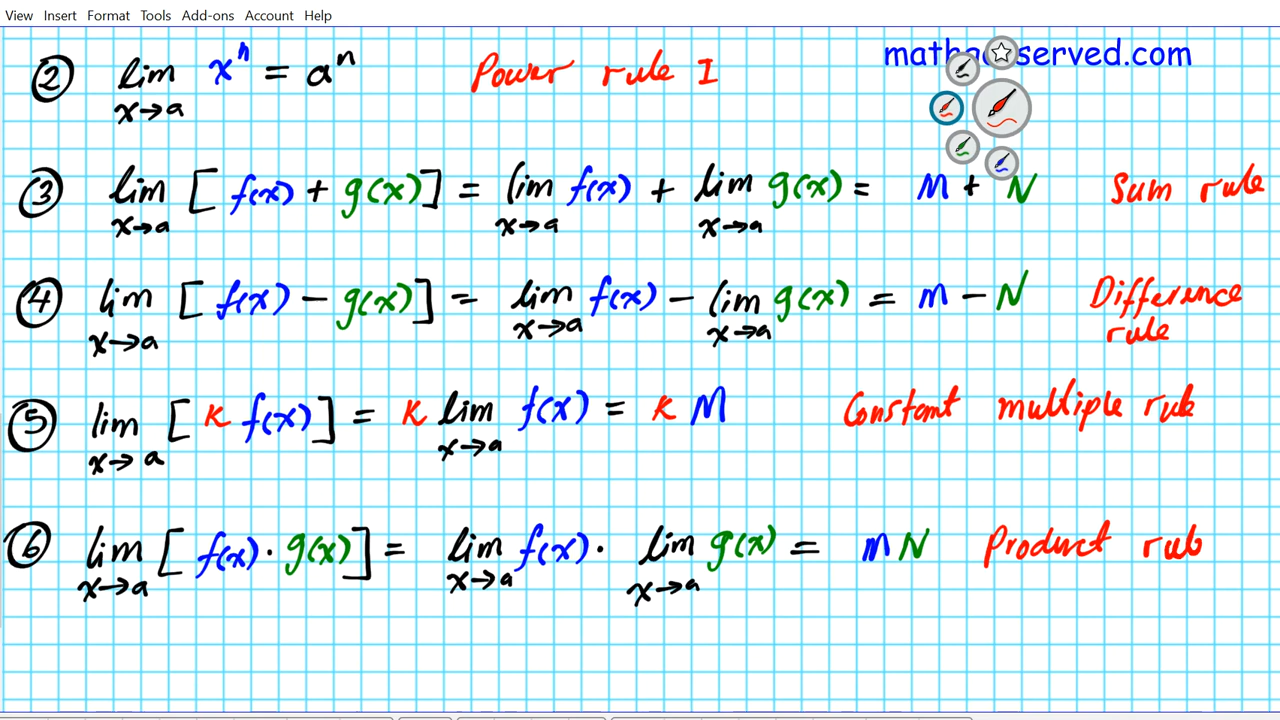 View Insert Format Tools Add-ons Account Help
② lim x→a xⁿ = aⁿ Power rule I
③ lim x→a [f(x) + g(x)] = lim x→a f(x) + lim x→a g(x) = M + N Sum rule
④ lim x→a [f(x) − g(x)] = lim x→a f(x) − lim x→a g(x) = M − N Difference rule
⑤ lim x→a [K f(x)] = K lim x→a f(x) = K M Constant multiple rule
⑥ lim x→a [f(x) · g(x)] = lim x→a f(x) · lim x→a g(x) = MN Product rule